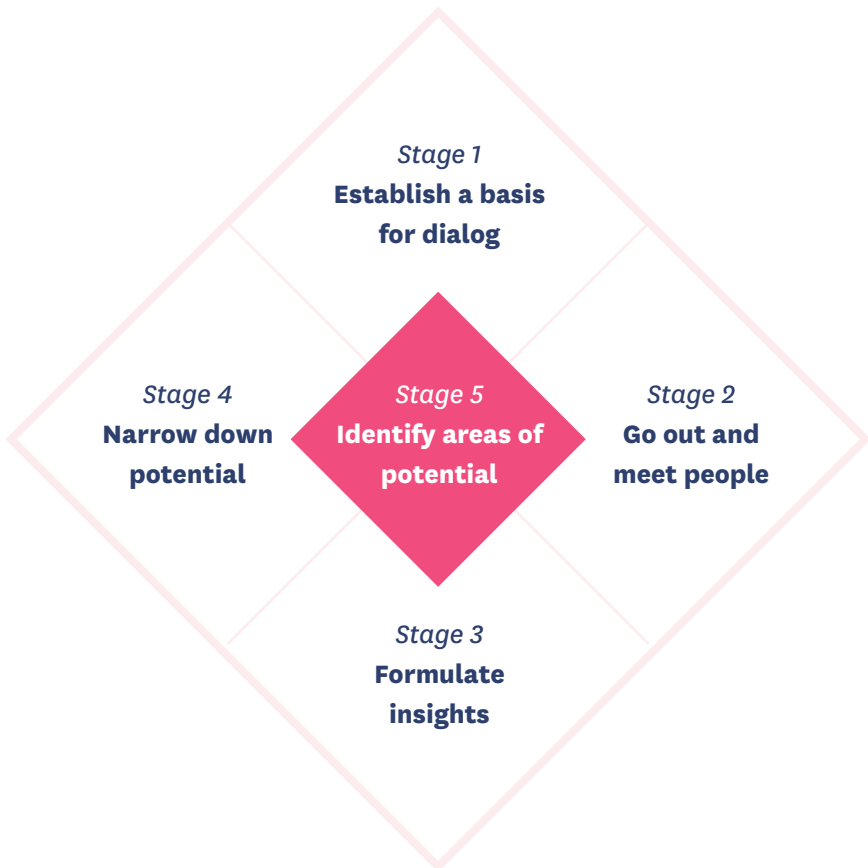 Stage 1
Establish a basis
for dialog
Stage 4
Narrow down
potential
Stage 5
Identify areas of
potential
Stage 2
Go out and
meet people
Stage 3
Formulate
insights